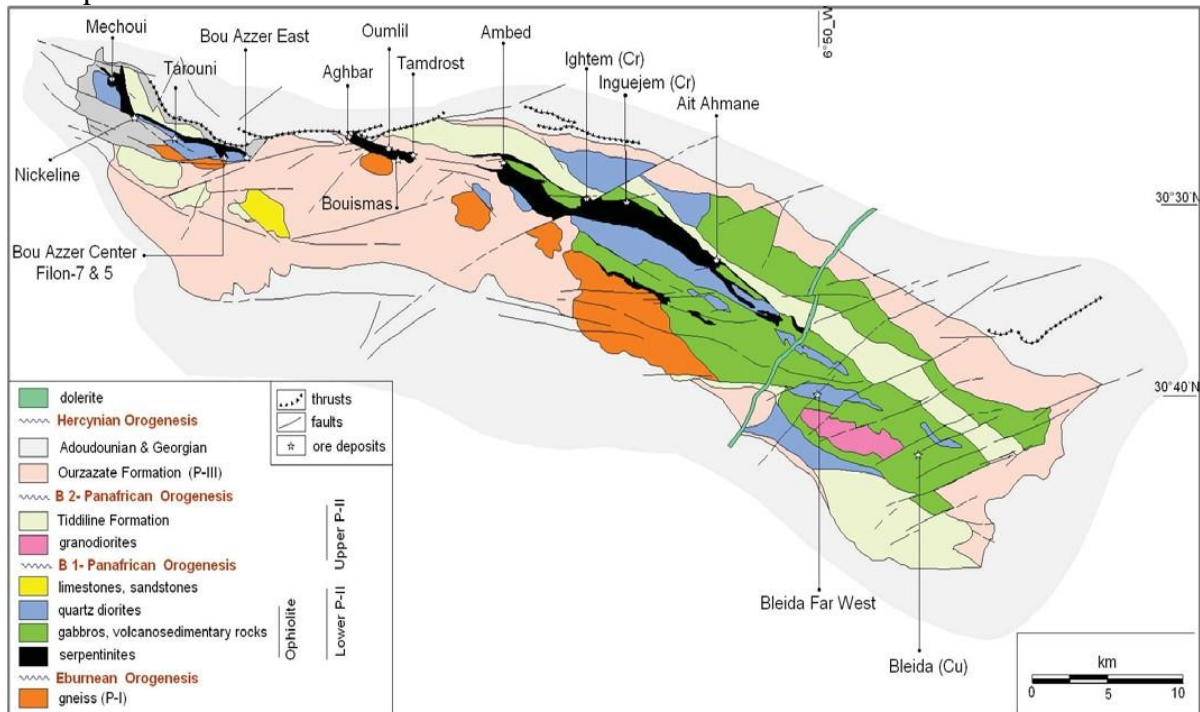 Mechoui
Bou Azzer East
Oumlil
Ambed
6°50_W
Tarouni
Aghbar
Tamdrost
Ightem (Cr)
Inguejem (Cr)
Ait Ahmane
Nickeline
Bouismas
30°30'N
Bou Azzer Center
Filon-7 & 5
30°40'N
dolerite
Hercynian Orogenesis
Adoudounian & Georgian
Ourzazate Formation (P-III)
B 2- Panafrican Orogenesis
Tiddiline Formation
granodiorites
Upper P-II
B 1- Panafrican Orogenesis
limestones, sandstones
quartz diorites
gabbros, volcanosedimentary rocks
serpentinites
Ophiolite
Lower P-II
Eburnean Orogenesis
gneiss (P-I)
thrusts
faults
ore deposits
Bleida Far West
Bleida (Cu)
km
0 5 10